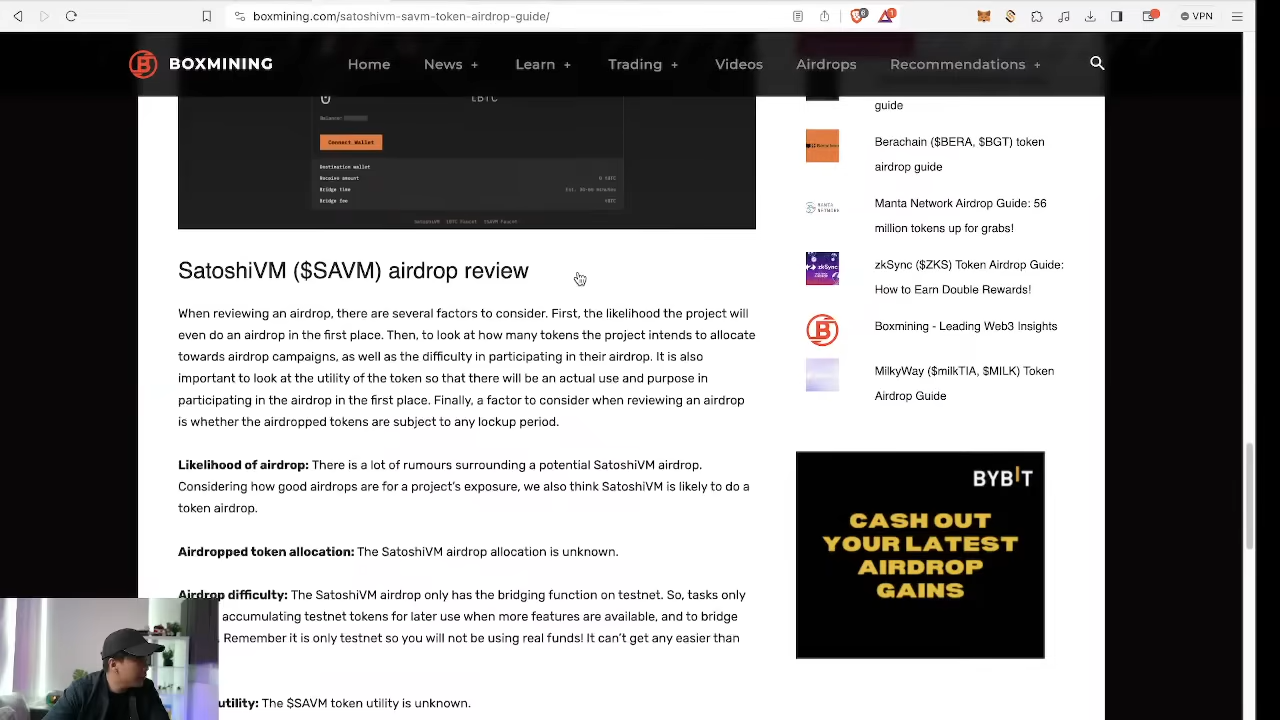 boxmining.com/satoshivm-savm-token-airdrop-guide/
6
1
VPN
BOXMINING
Home
News +
Learn +
Trading +
Videos
Airdrops
Recommendations +
0
tBTC
Balance:
Connect Wallet
Destination wallet
Receive amount
Bridge time
Bridge fee
SatoshiVM (SAVM) airdrop review
When reviewing an airdrop, there are several factors to consider. First, the likelihood the project will
even do an airdrop in the first place. Then, to look at how many tokens the project intends to allocate
towards airdrop campaigns, as well as the difficulty in participating in their airdrop. It is also
important to look at the utility of the token so that there will be an actual use and purpose in
participating in the airdrop in the first place. Finally, a factor to consider when reviewing an airdrop
is whether the airdropped tokens are subject to any lockup period.
Likelihood of airdrop: There is a lot of rumours surrounding a potential SatoshiVM airdrop.
Considering how good airdrops are for a project's exposure, we also think SatoshiVM is likely to do a
token airdrop.
Airdropped token allocation: The SatoshiVM airdrop allocation is unknown.
Airdrop difficulty: The SatoshiVM airdrop only has the bridging function on testnet. So, tasks only
accumulating testnet tokens for later use when more features are available, and to bridge
Remember it is only testnet so you will not be using real funds! It can't get any easier than
utility: The $SAVM token utility is unknown.
guide
Berachain ($BERA, $BGT) token
airdrop guide
MANTA
NETWORK
Manta Network Airdrop Guide: 56
million tokens up for grabs!
zkSync
zkSync ($ZKS) Token Airdrop Guide:
How to Earn Double Rewards!
Boxmining - Leading Web3 Insights
MilkyWay ($milkTIA, $MILK) Token
Airdrop Guide
BYBIT
CASH OUT
YOUR LATEST
AIRDROP
GAINS